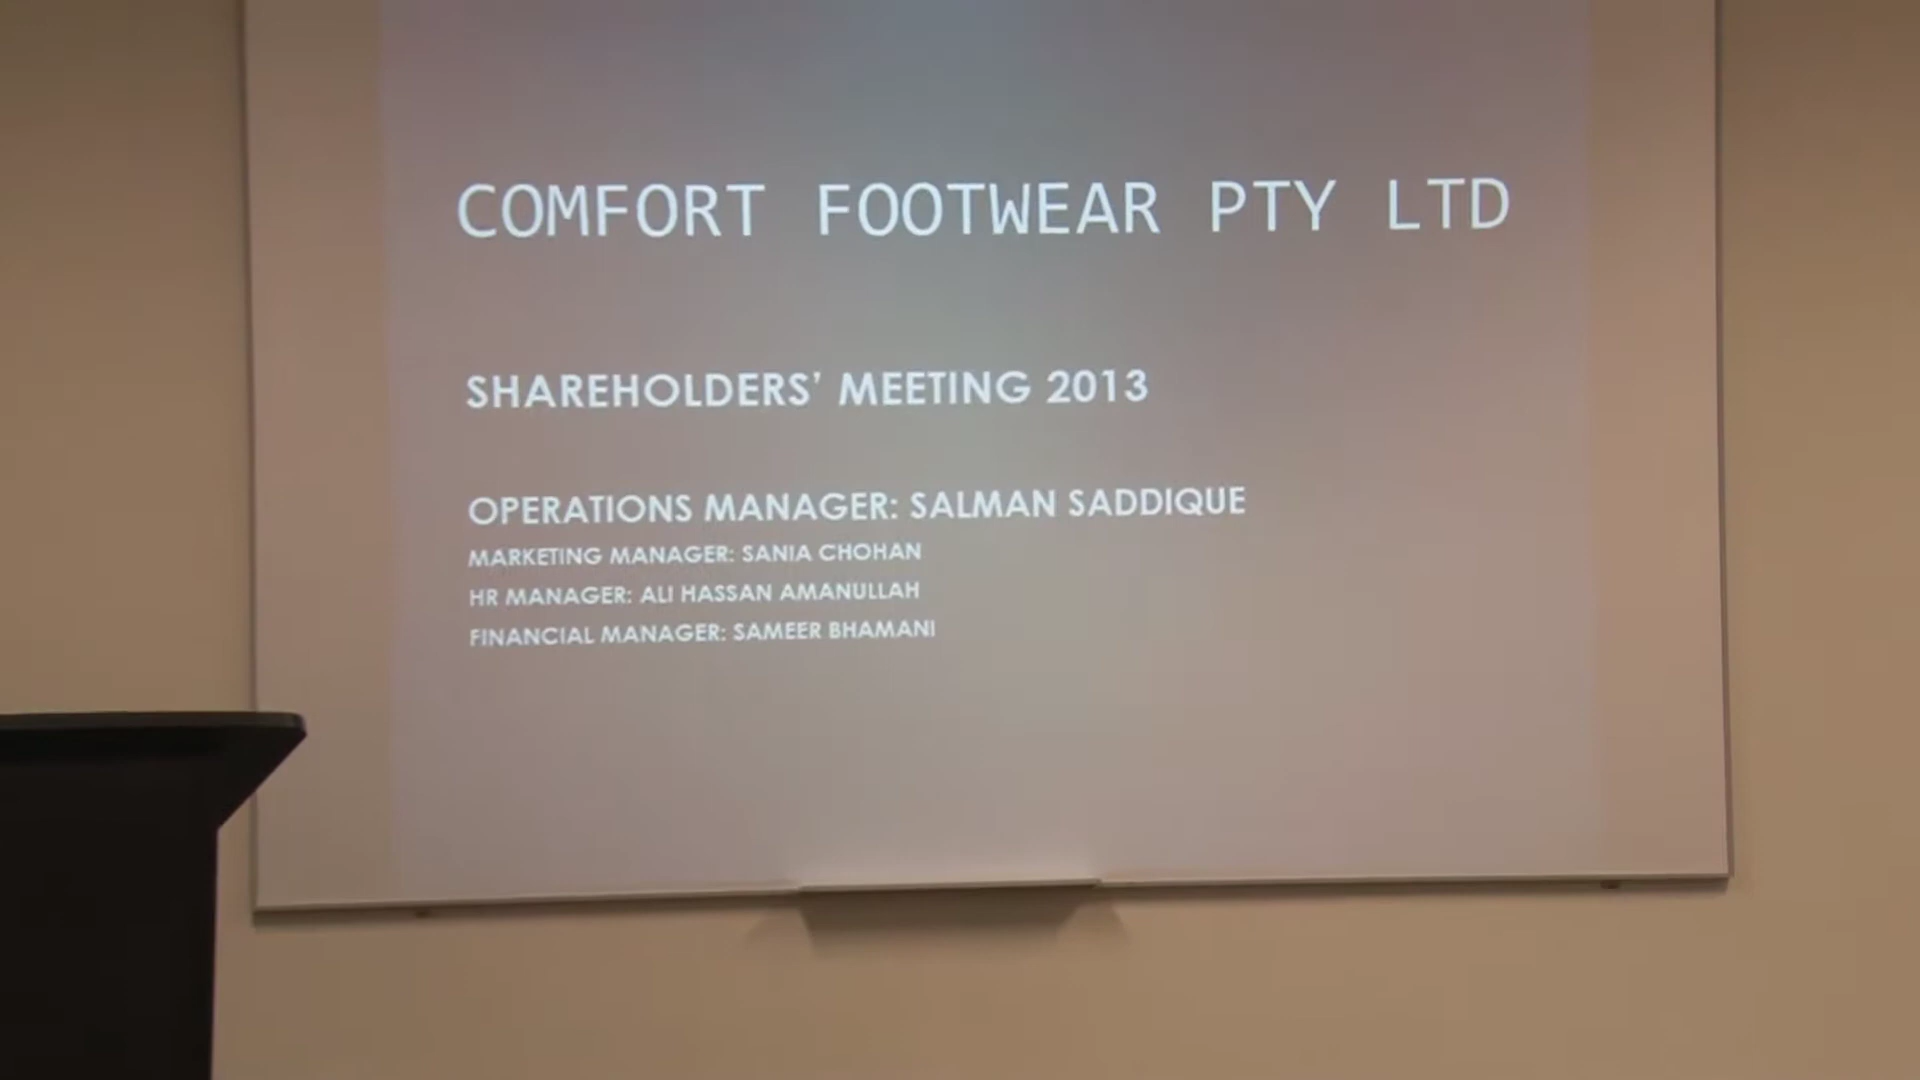 COMFORT FOOTWEAR PTY LTD
SHAREHOLDERS' MEETING 2013
OPERATIONS MANAGER: SALMAN SADDIQUE
MARKETING MANAGER: SANIA CHOHAN
HR MANAGER: ALI HASSAN AMANULLAH
FINANCIAL MANAGER: SAMEER BHAMANI